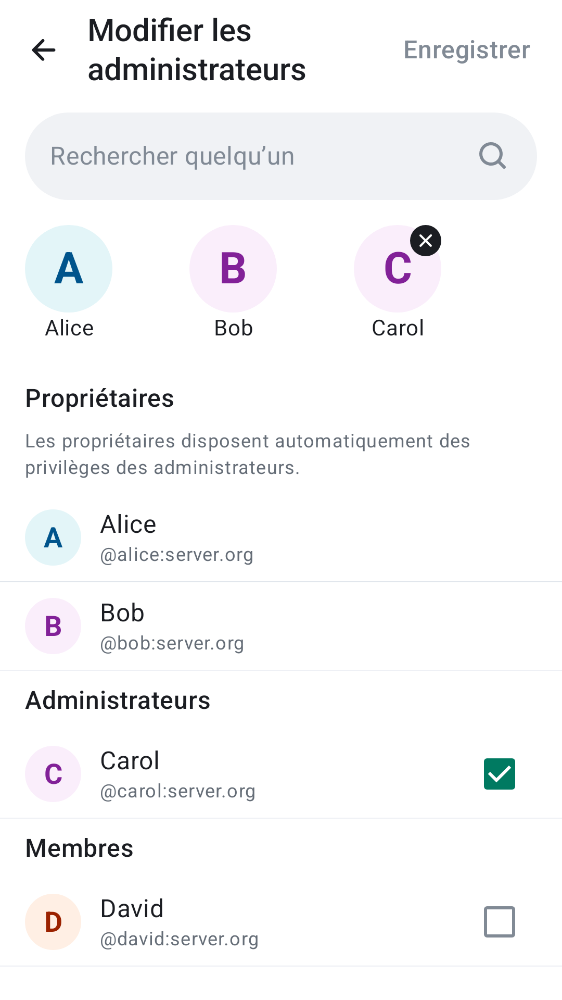 Modifier les
administrateurs
Enregistrer
Rechercher quelqu’un
A
B
C
Alice
Bob
Carol
Propriétaires
Les propriétaires disposent automatiquement des
privilèges des administrateurs.
A
Alice
@alice:server.org
B
Bob
@bob:server.org
Administrateurs
C
Carol
@carol:server.org
Membres
D
David
@david:server.org